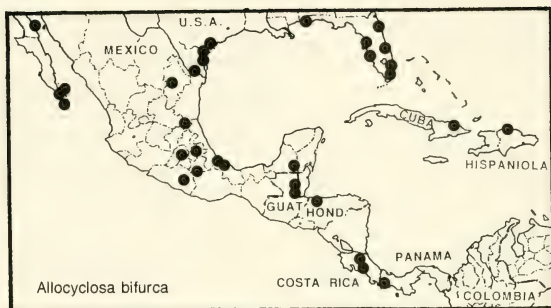 U.S.A.
MEXICO
CUBA
HISPANIOLA
GUAT
HOND.
PANAMA
COSTA RICA
COLOMBIA
Allocyclosa bifurca